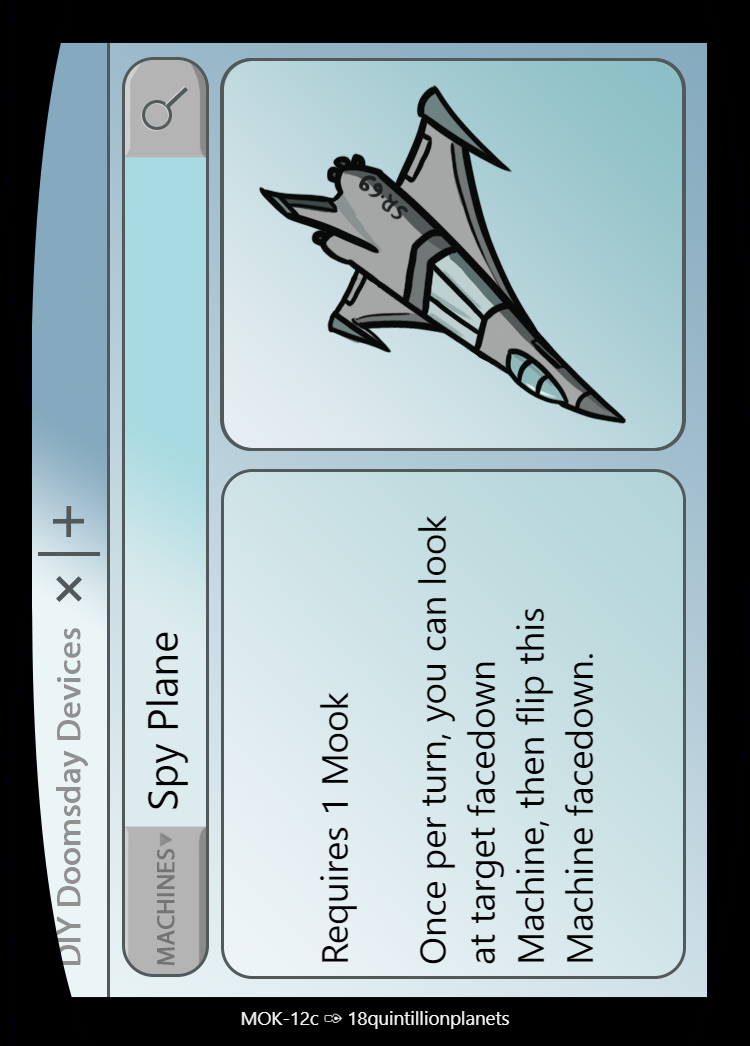 DIY Doomsday Devices
MACHINES▾ Spy Plane
SR-69
Requires 1 Mook
Once per turn, you can look
at target facedown
Machine, then flip this
Machine facedown.
MOK-12c ✑ 18quintillionplanets